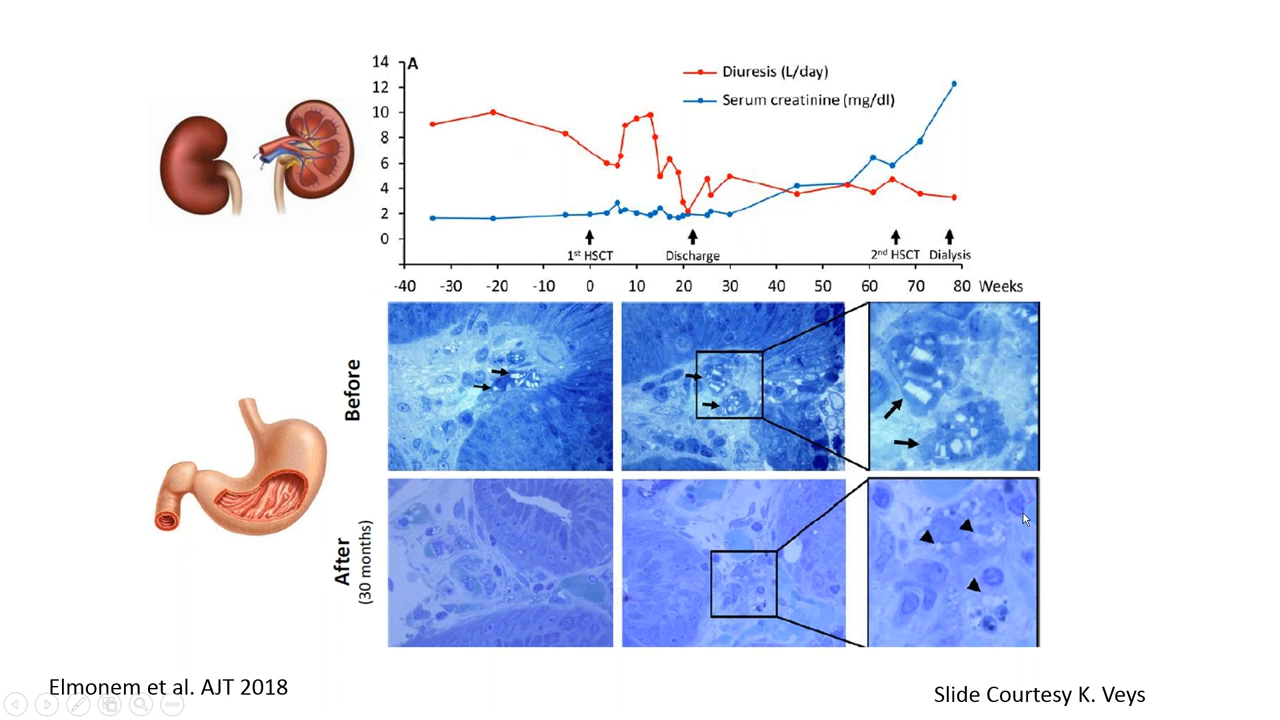 A
14
12
10
8
6
4
2
0
Diuresis (L/day)
Serum creatinine (mg/dl)
1st HSCT
Discharge
2nd HSCT
Dialysis
-40 -30 -20 -10 0 10 20 30 40 50 60 70 80 Weeks
Before
After
(30 months)
Elmonem et al. AJT 2018
Slide Courtesy K. Veys